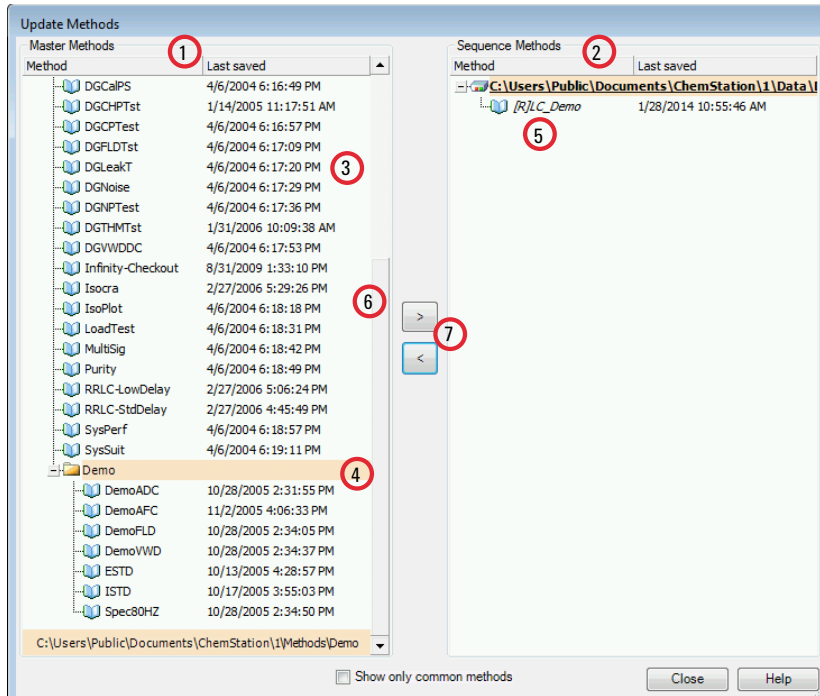 Update Methods
Master Methods 1
Method Last saved
DGCalPS 4/6/2004 6:16:49 PM
DGCHPTst 1/14/2005 11:17:51 AM
DGCPTest 4/6/2004 6:16:57 PM
DGFLDTst 4/6/2004 6:17:09 PM
DGLeakT 4/6/2004 6:17:20 PM 3
DGNoise 4/6/2004 6:17:29 PM
DGNPTest 4/6/2004 6:17:36 PM
DGTHMTst 1/31/2006 10:09:38 AM
DGVWDDC 4/6/2004 6:17:53 PM
Infinity-Checkout 8/31/2009 1:33:10 PM
Isocra 2/27/2006 5:29:26 PM
6
IsoPlot 4/6/2004 6:18:18 PM
LoadTest 4/6/2004 6:18:31 PM
MultiSig 4/6/2004 6:18:42 PM
Purity 4/6/2004 6:18:49 PM
RRLC-LowDelay 2/27/2006 5:06:24 PM
RRLC-StdDelay 2/27/2006 4:45:49 PM
SysPerf 4/6/2004 6:18:57 PM
SysSuit 4/6/2004 6:19:11 PM
Demo 4
DemoADC 10/28/2005 2:31:55 PM
DemoAFC 11/2/2005 4:06:33 PM
DemoFLD 10/28/2005 2:34:05 PM
DemoVWD 10/28/2005 2:34:37 PM
ESTD 10/13/2005 4:28:57 PM
ISTD 10/17/2005 3:55:03 PM
Spec80HZ 10/28/2005 2:34:50 PM
C:\Users\Public\Documents\ChemStation\1\Methods\Demo
>
7
<
Sequence Methods 2
Method Last saved
C:\Users\Public\Documents\ChemStation\1\Data\
[R]LC_Demo 1/28/2014 10:55:46 AM
5
Show only common methods
Close Help